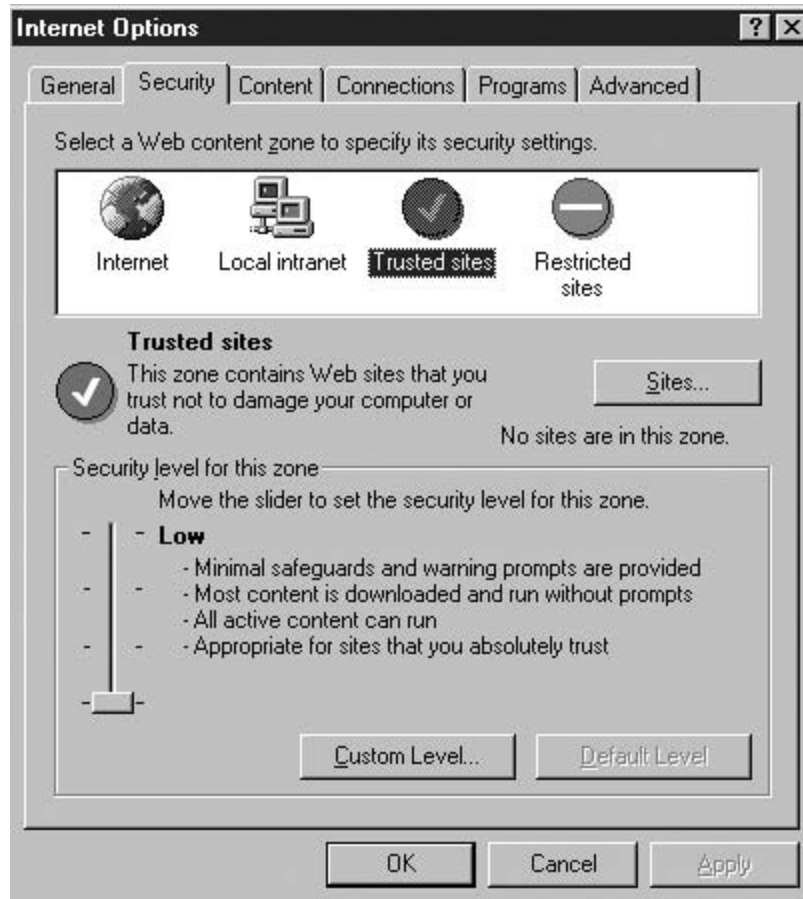 Internet Options
General Security Content Connections Programs Advanced
Select a Web content zone to specify its security settings.
Internet Local intranet Trusted sites Restricted
sites
Trusted sites
This zone contains Web sites that you
trust not to damage your computer or
data.
Sites...
No sites are in this zone.
Security level for this zone
Move the slider to set the security level for this zone.
Low
- Minimal safeguards and warning prompts are provided
- Most content is downloaded and run without prompts
- All active content can run
- Appropriate for sites that you absolutely trust
Custom Level... Default Level
OK Cancel Apply